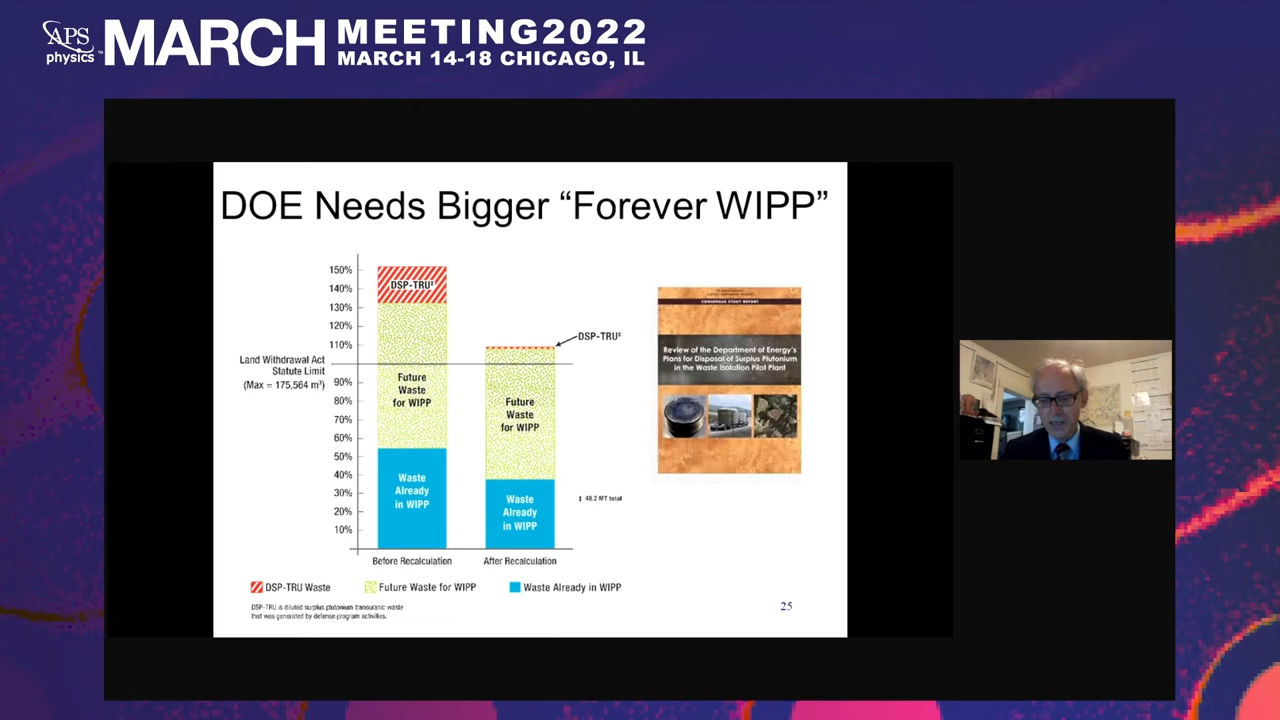 APS
physics
MARCH
MEETING2022
MARCH 14-18 CHICAGO, IL
DOE Needs Bigger “Forever WIPP”
150%
140%
130%
120%
110%
Land Withdrawal Act
Statute Limit
(Max = 175,564 m³)
90%
80%
70%
60%
50%
40%
30%
20%
10%
DSP-TRU‡
Future
Waste
for WIPP
Waste
Already
in WIPP
DSP-TRU‡
Future
Waste
for WIPP
Waste
Already
in WIPP
‡ 48.2 MT total
Before Recalculation
After Recalculation
DSP-TRU Waste
Future Waste for WIPP
Waste Already in WIPP
DSP-TRU is diluted surplus plutonium transuranic waste
that was generated by defense program activities.
CONSENSUS STUDY REPORT
Review of the Department of Energy's
Plans for Disposal of Surplus Plutonium
in the Waste Isolation Pilot Plant
25